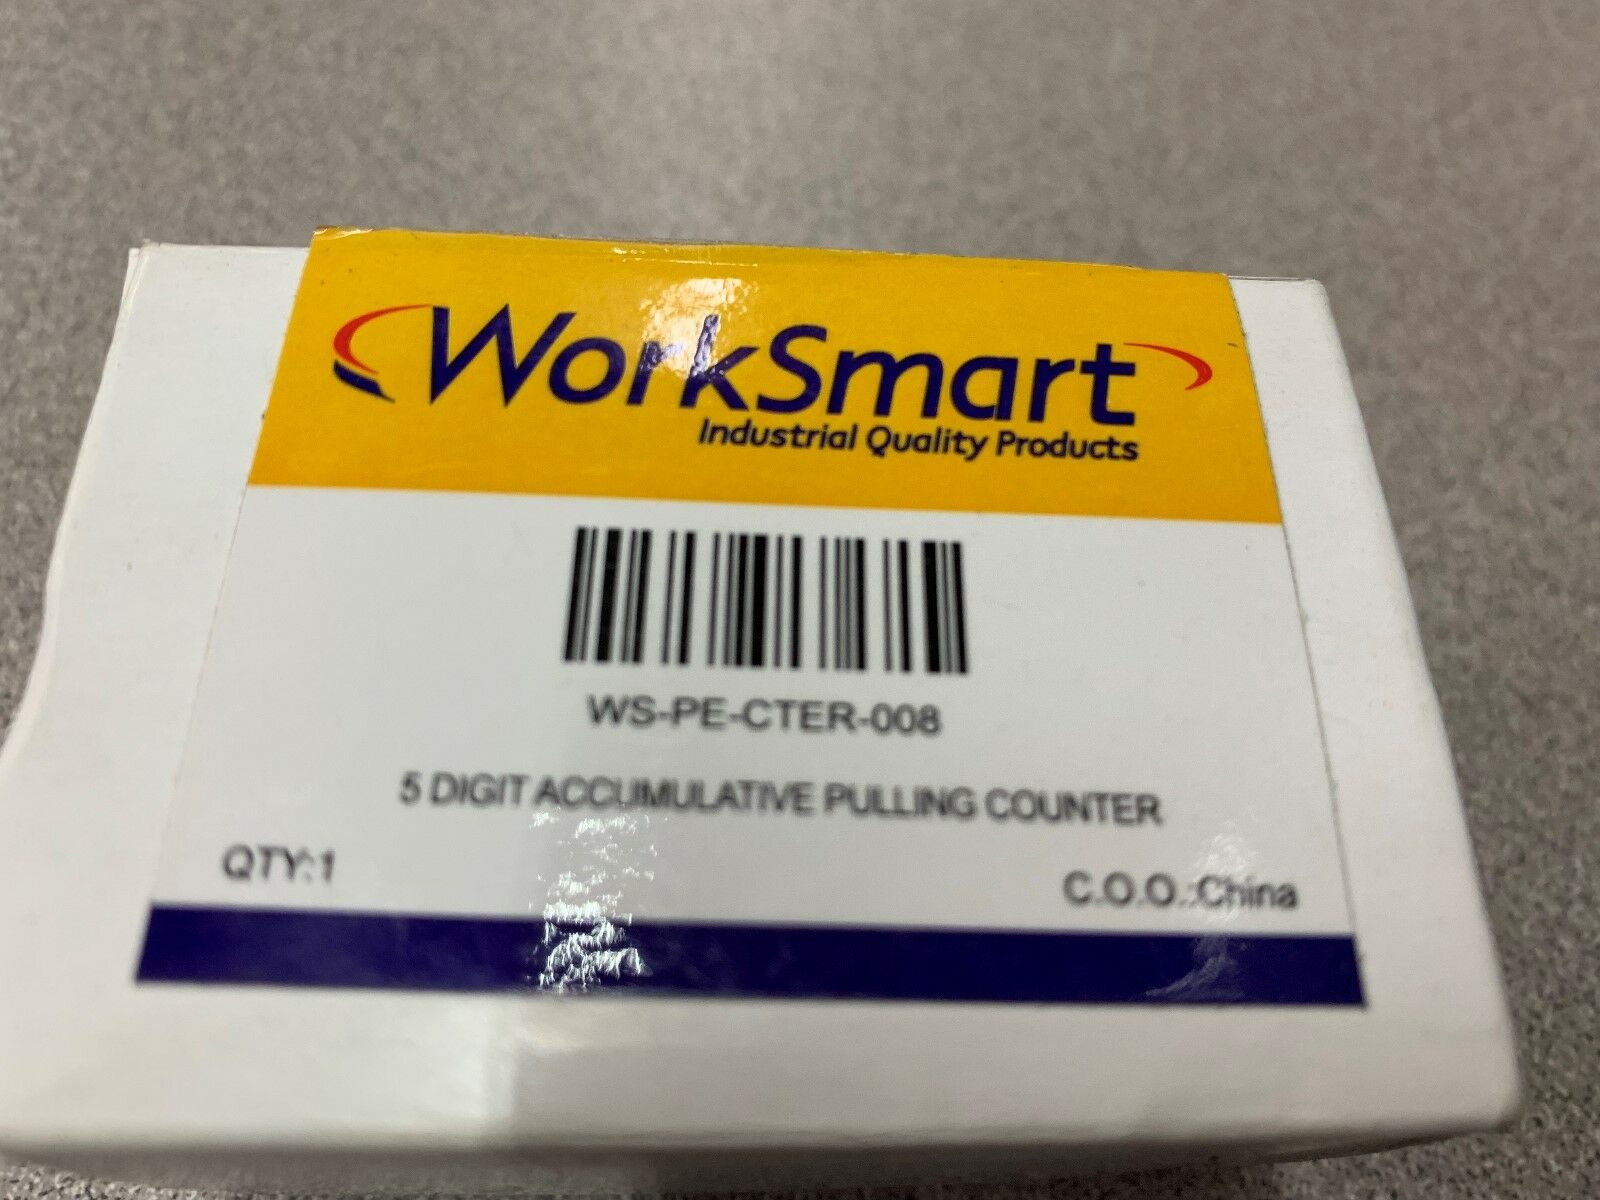 WorkSmart
Industrial Quality Products
WS-PE-CTER-008
5 DIGIT ACCUMULATIVE PULLING COUNTER
QTY:1
C.O.O.:China